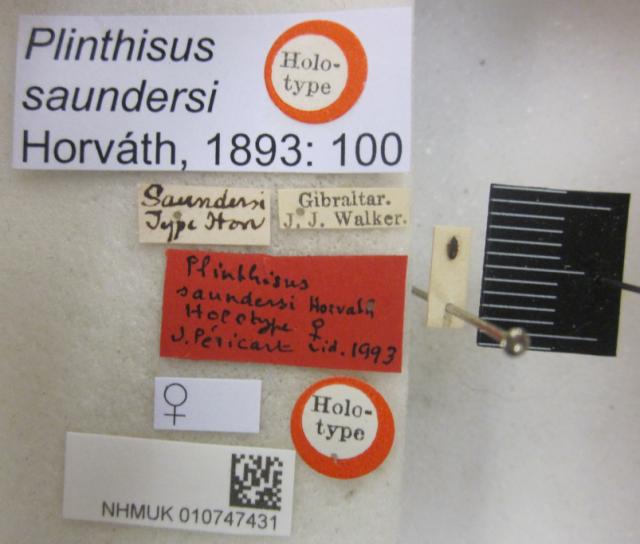 Plinthisus
saundersi
Horváth, 1893: 100
Holo-
type
Saundersi
Type Horv
Gibraltar.
J. J. Walker.
Plinthisus
saundersi Horvath
Holotype ♀
J. Péricart vid. 1993
♀
Holo-
type
NHMUK 010747431